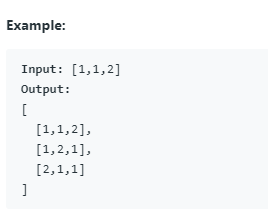 Example:
Input: [1,1,2]
Output:
[
  [1,1,2],
  [1,2,1],
  [2,1,1]
]